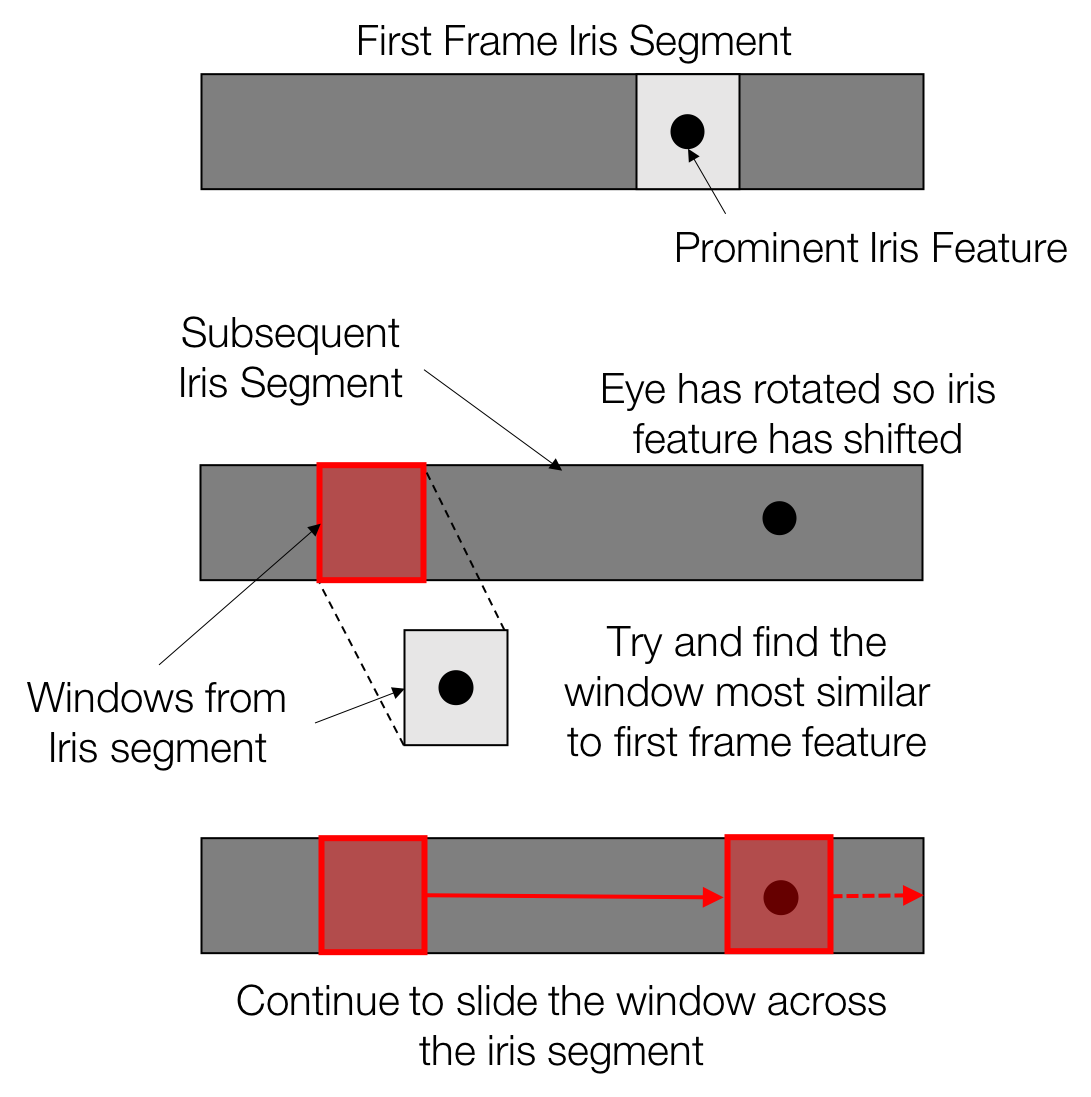 First Frame Iris Segment
Prominent Iris Feature
Subsequent
Iris Segment
Eye has rotated so iris
feature has shifted
Windows from
Iris segment
Try and find the
window most similar
to first frame feature
Continue to slide the window across
the iris segment